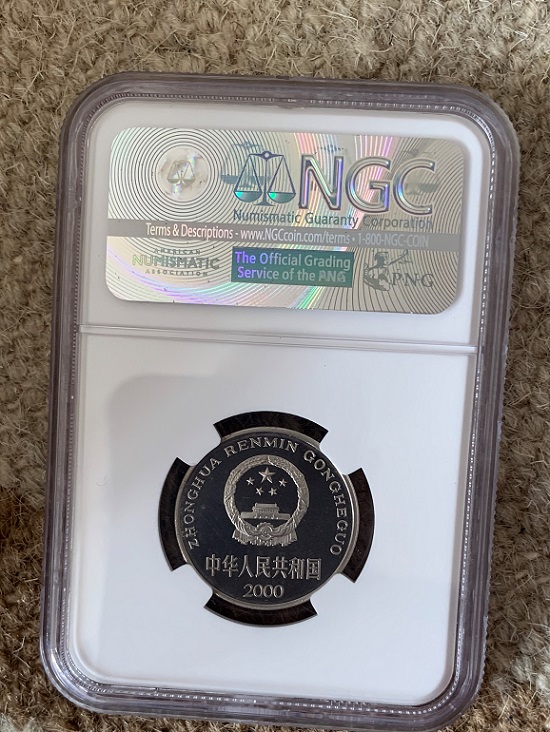 NGC
Numismatic Guaranty Corporation
Terms & Descriptions - www.NGCcoin.com/terms • 1-800-NGC-COIN
AMERICAN
NUMISMATIC
ASSOCIATION
The Official Grading
Service of the PNG
PNG
ZHONGHUA RENMIN GONGHEGUO
中华人民共和国
2000